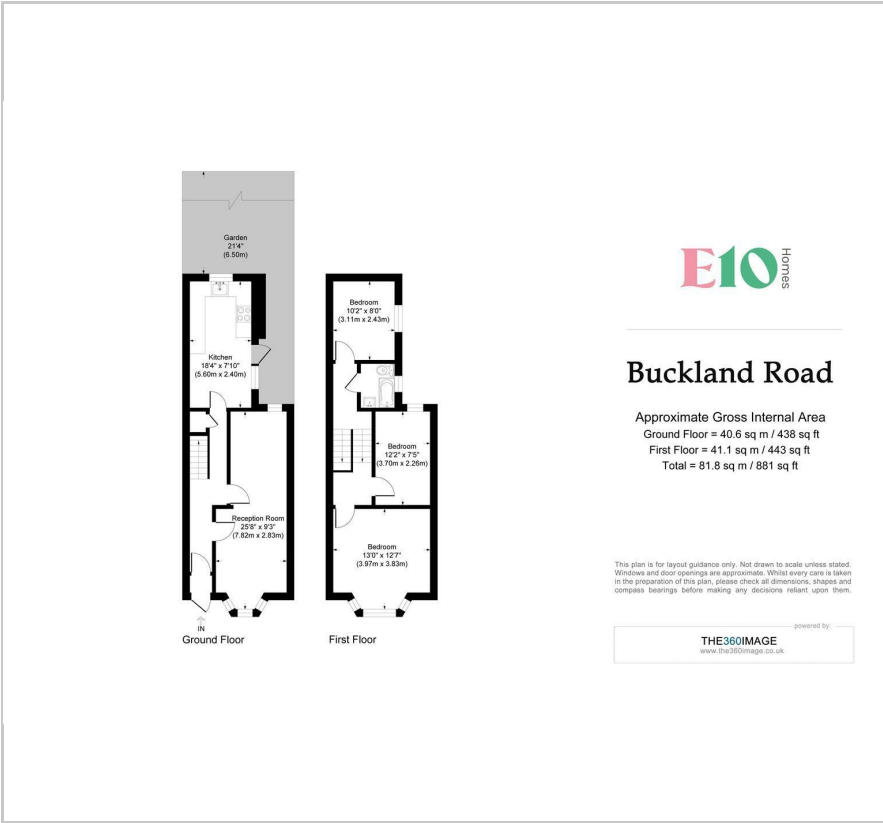 Garden
21'4"
(6.50m)
Kitchen
18'4" x 7'10"
(5.60m x 2.40m)
Reception Room
25'8" x 9'3"
(7.82m x 2.83m)
IN
Ground Floor
Bedroom
10'2" x 8'0"
(3.11m x 2.43m)
Bedroom
12'2" x 7'5"
(3.70m x 2.26m)
Bedroom
13'0" x 12'7"
(3.97m x 3.83m)
First Floor
E10 Homes
Buckland Road
Approximate Gross Internal Area
Ground Floor = 40.6 sq m / 438 sq ft
First Floor = 41.1 sq m / 443 sq ft
Total = 81.8 sq m / 881 sq ft
This plan is for layout guidance only. Not drawn to scale unless stated.
Windows and door openings are approximate. Whilst every care is taken
in the preparation of this plan, please check all dimensions, shapes and
compass bearings before making any decisions reliant upon them.
powered by:
THE360IMAGE
www.the360image.co.uk